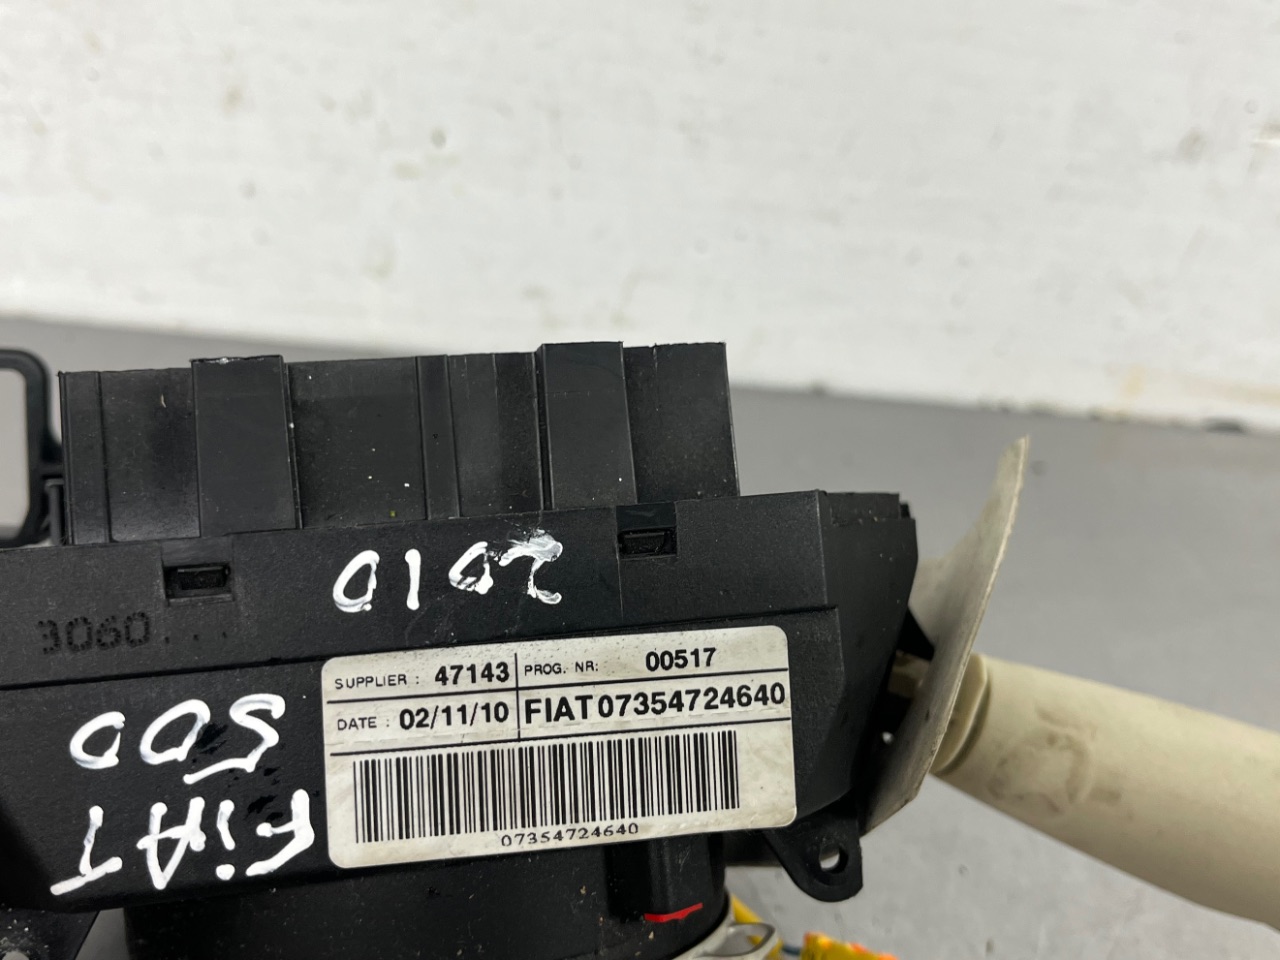 2010
3060...
FIAT
500
SUPPLIER: 47143
PROG. NR: 00517
DATE: 02/11/10
FIAT07354724640
07354724640